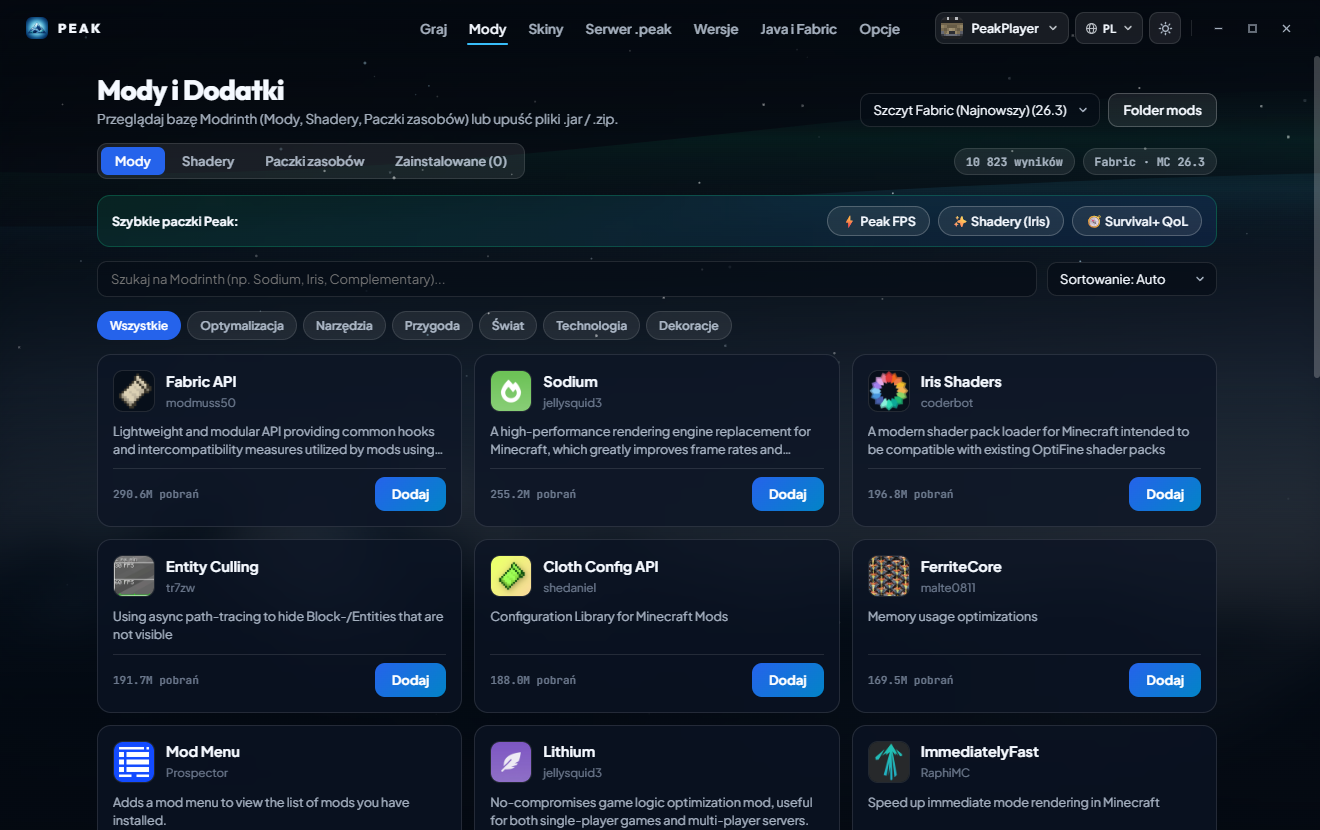 PEAK
Graj
Mody
Skiny
Serwer .peak
Wersje
Java i Fabric
Opcje
PeakPlayer
PL
Mody i Dodatki
Przeglądaj bazę Modrinth (Mody, Shadery, Paczki zasobów) lub upuść pliki .jar / .zip.
Szczyt Fabric (Najnowszy) (26.3)
Folder mods
Mody
Shadery
Paczki zasobów
Zainstalowane (0)
10 823 wyników
Fabric · MC 26.3
Szybkie paczki Peak:
Peak FPS
Shadery (Iris)
Survival+ QoL
Szukaj na Modrinth (np. Sodium, Iris, Complementary)...
Sortowanie: Auto
Wszystkie
Optymalizacja
Narzędzia
Przygoda
Świat
Technologia
Dekoracje
Fabric API
modmuss50
Lightweight and modular API providing common hooks
and intercompatibility measures utilized by mods using...
290.6M pobrań
Dodaj
Sodium
jellysquid3
A high-performance rendering engine replacement for
Minecraft, which greatly improves frame rates and...
255.2M pobrań
Dodaj
Iris Shaders
coderbot
A modern shader pack loader for Minecraft intended to
be compatible with existing OptiFine shader packs
196.8M pobrań
Dodaj
Entity Culling
tr7zw
Using async path-tracing to hide Block-/Entities that are
not visible
191.7M pobrań
Dodaj
Cloth Config API
shedaniel
Configuration Library for Minecraft Mods
188.0M pobrań
Dodaj
FerriteCore
malte0811
Memory usage optimizations
169.5M pobrań
Dodaj
Mod Menu
Prospector
Adds a mod menu to view the list of mods you have
installed.
Lithium
jellysquid3
No-compromises game logic optimization mod, useful
for both single-player games and multi-player servers.
ImmediatelyFast
RaphiMC
Speed up immediate mode rendering in Minecraft